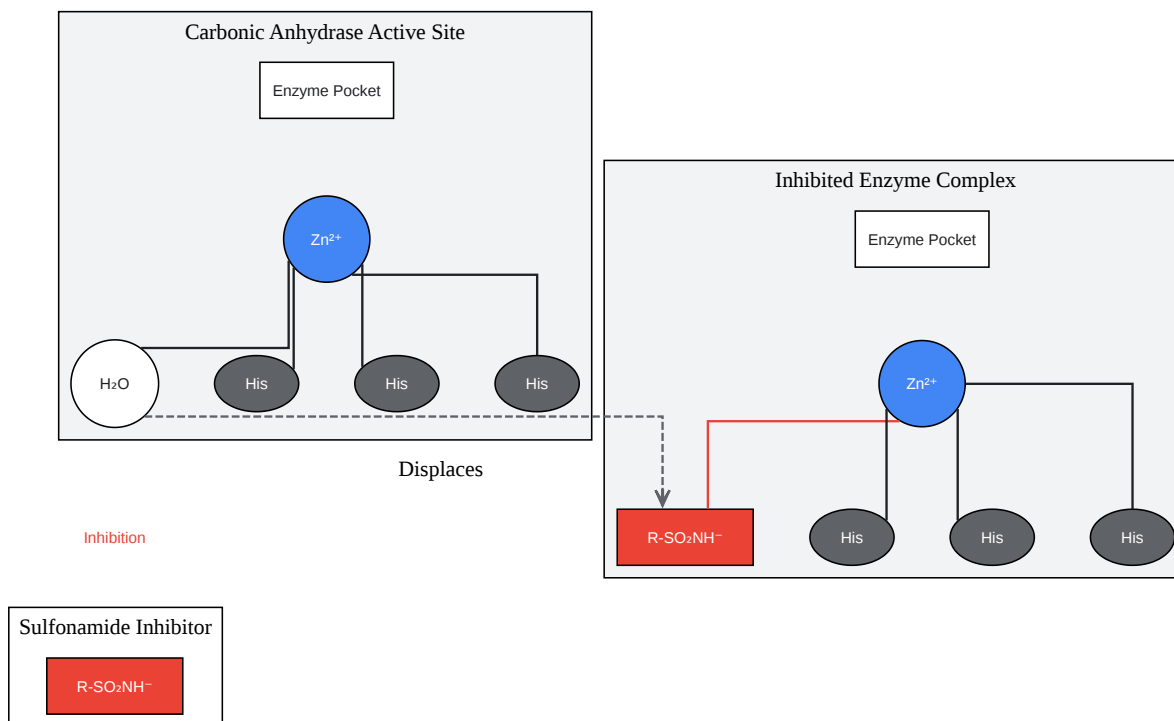 Carbonic Anhydrase Active Site
Enzyme Pocket
Zn²⁺
H₂O
His
His
His
Inhibited Enzyme Complex
Enzyme Pocket
Zn²⁺
R-SO₂NH⁻
His
His
His
Displaces
Inhibition
Sulfonamide Inhibitor
R-SO₂NH⁻